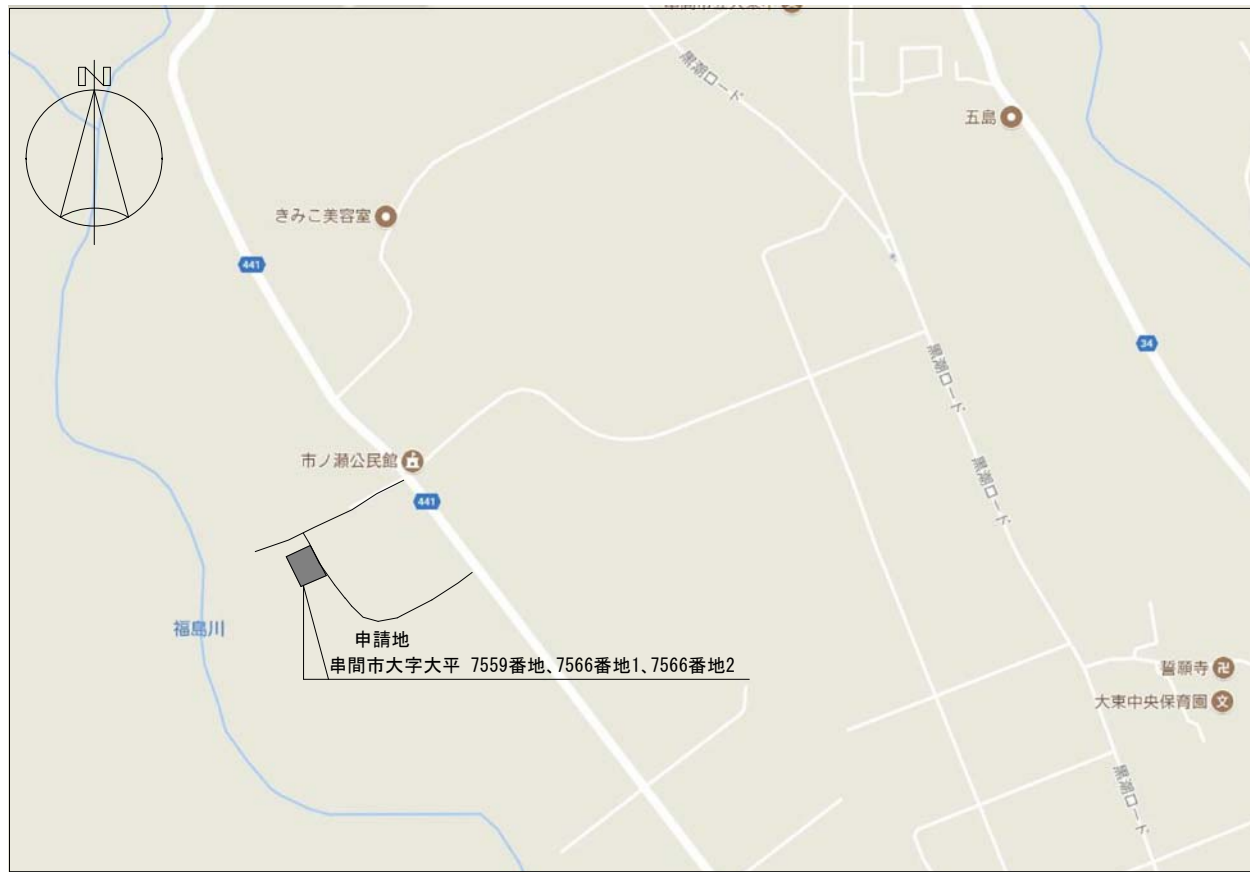 N
黒潮ロード
五島
きみこ美容室
441
34
黒潮ロード
市ノ瀬公民館
441
黒潮ロード
福島川
申請地
串間市大字大平 7559番地、7566番地1、7566番地2
誓願寺
卍
大東中央保育園
文
黒潮ロード